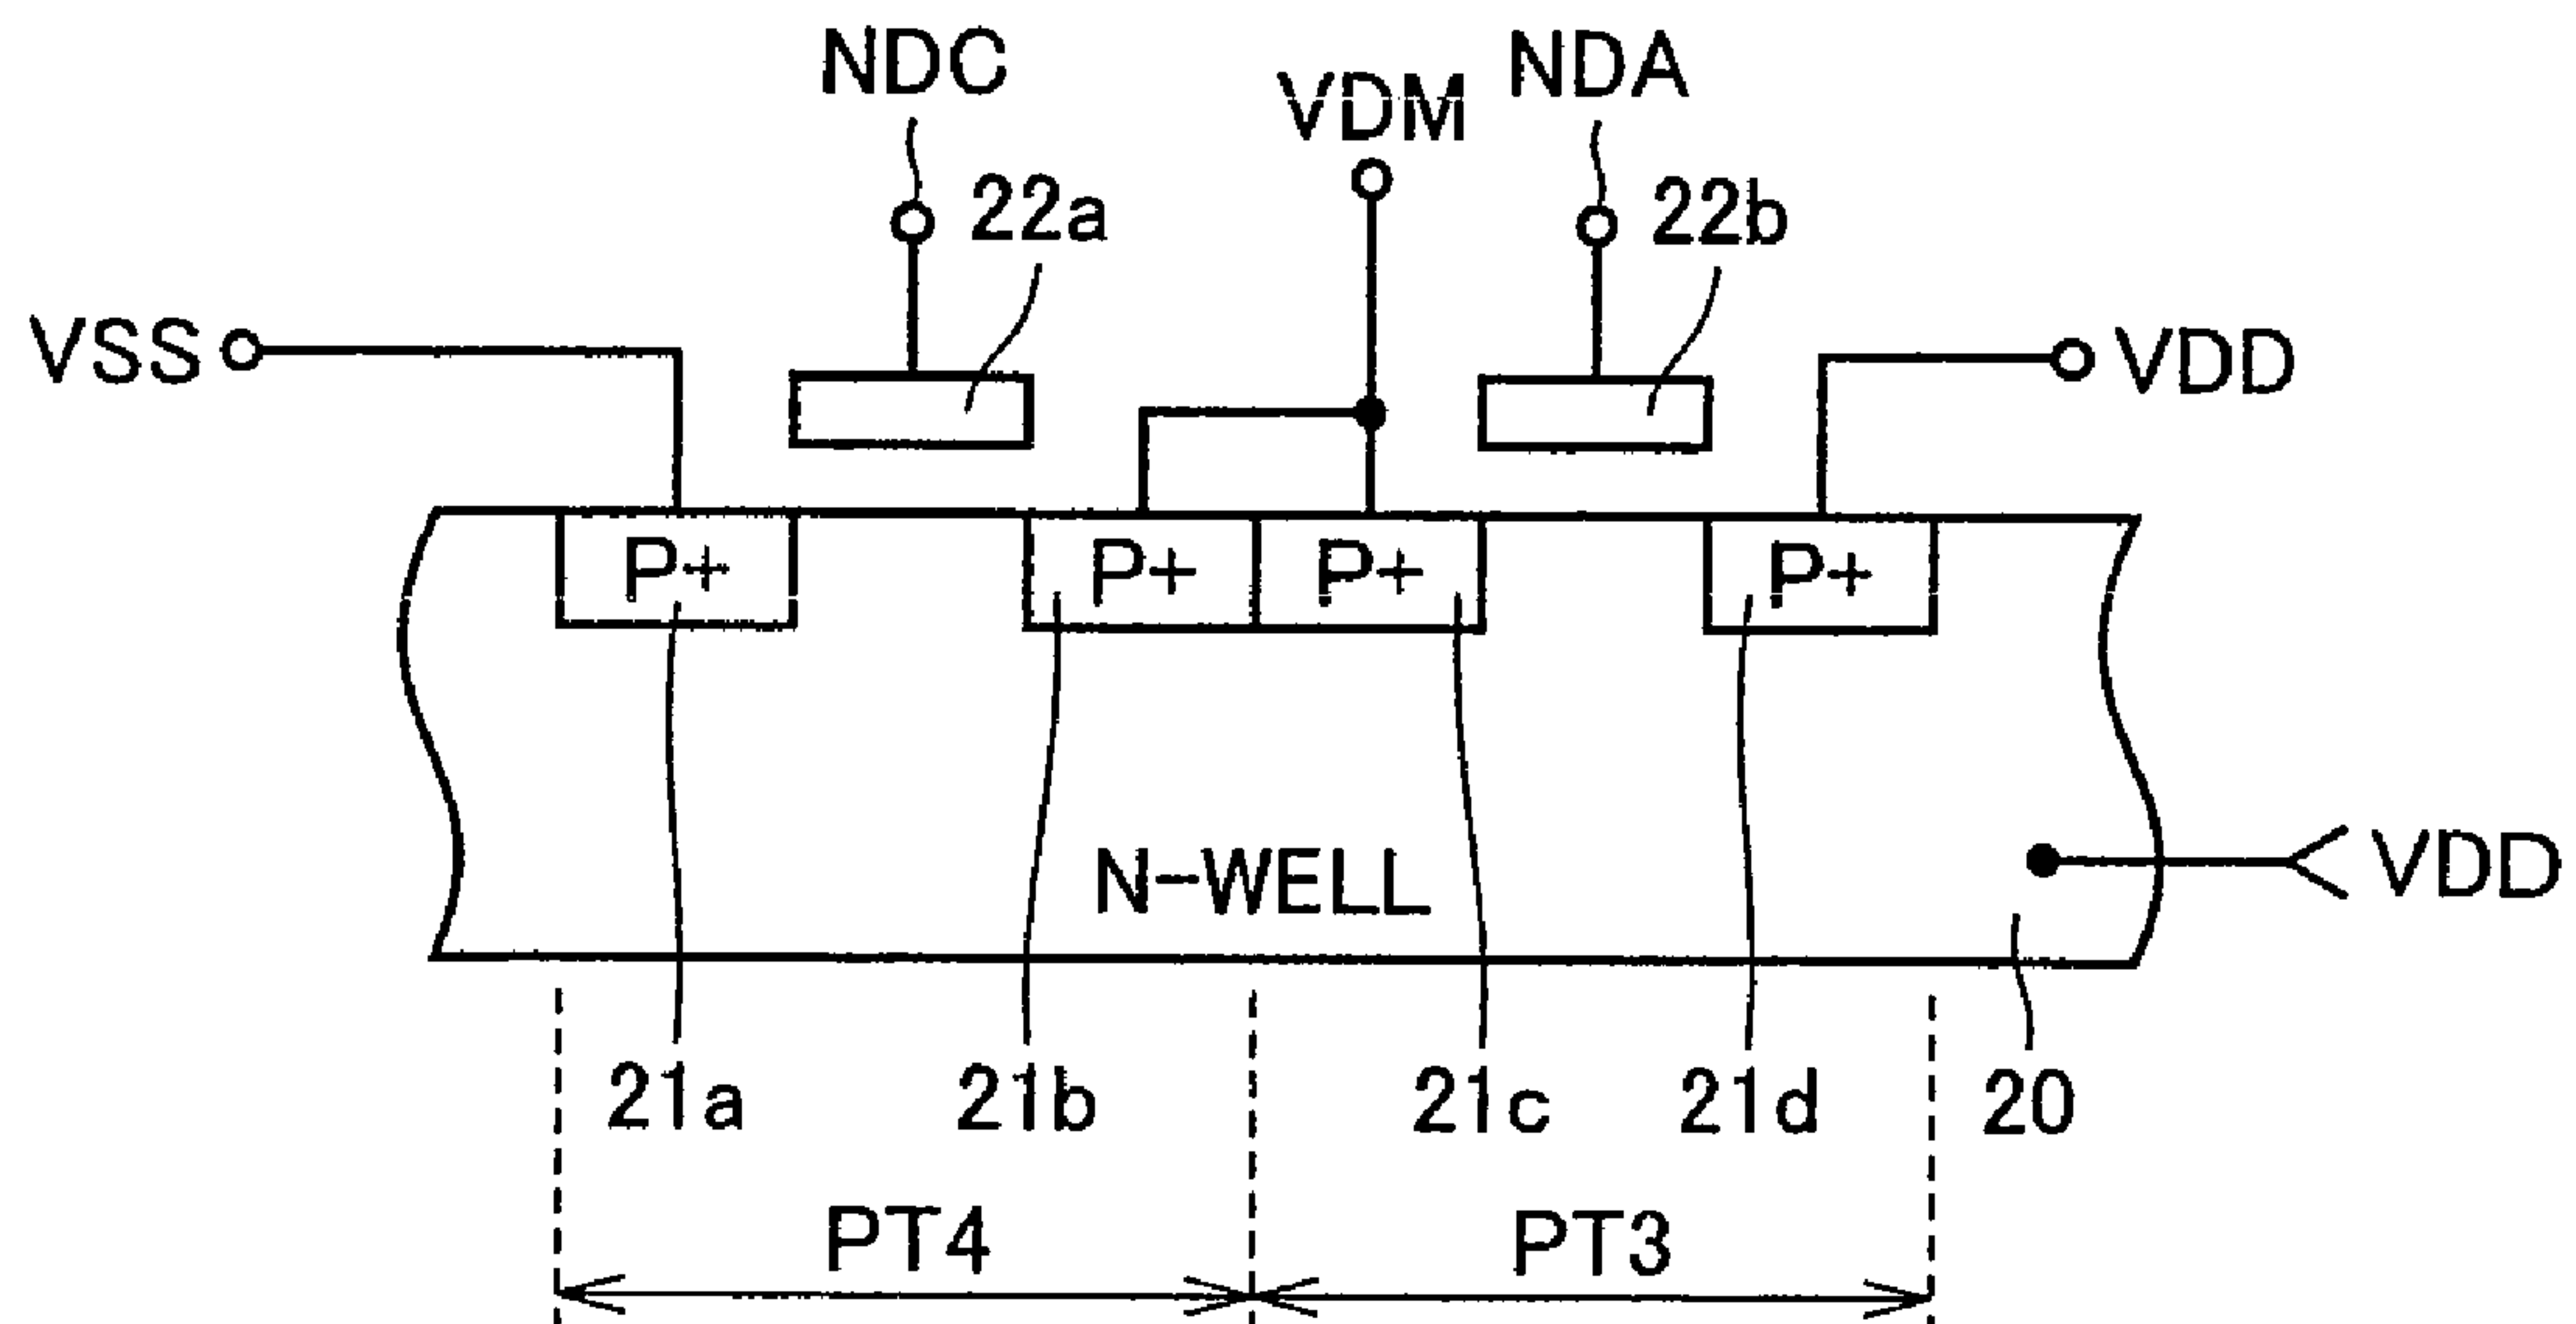 NDC
NDA
VDM
22a
22b
VSS
VDD
P+
P+
P+
P+
N-WELL
VDD
21a
21b
21c
21d
20
PT4
PT3